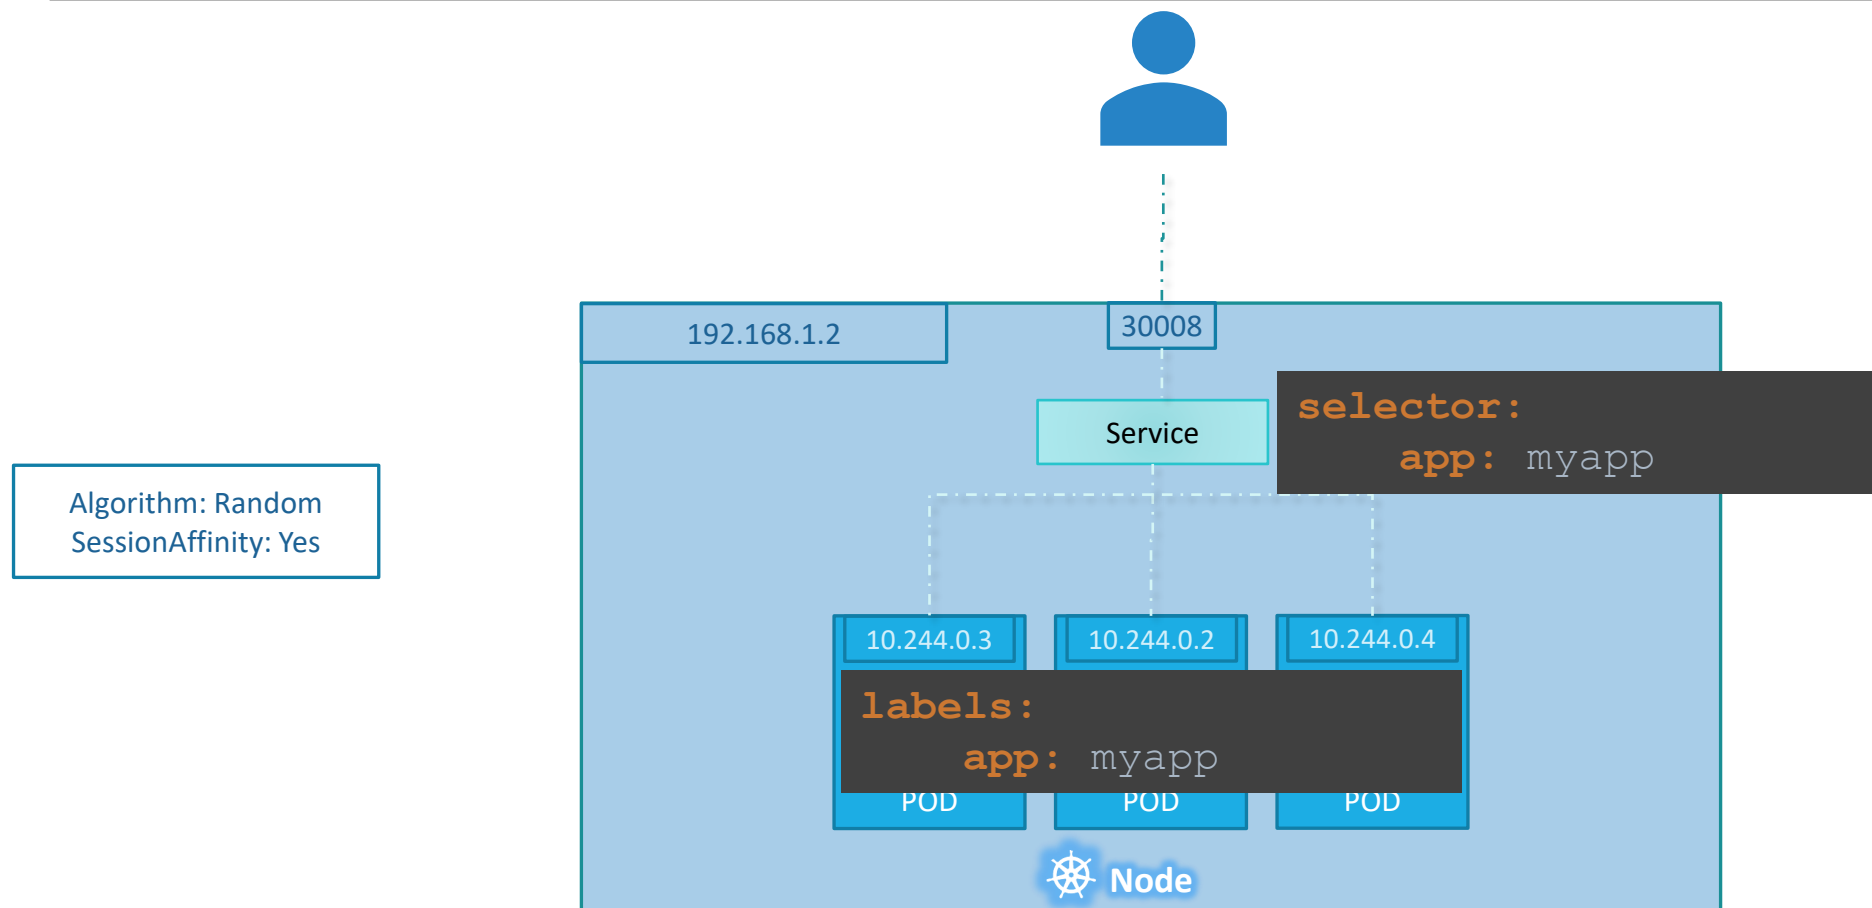 192.168.1.2
30008
selector:
app: myapp
Service
Algorithm: Random
SessionAffinity: Yes
10.244.0.3
10.244.0.2
10.244.0.4
labels:
app: myapp
POD
POD
POD
Node